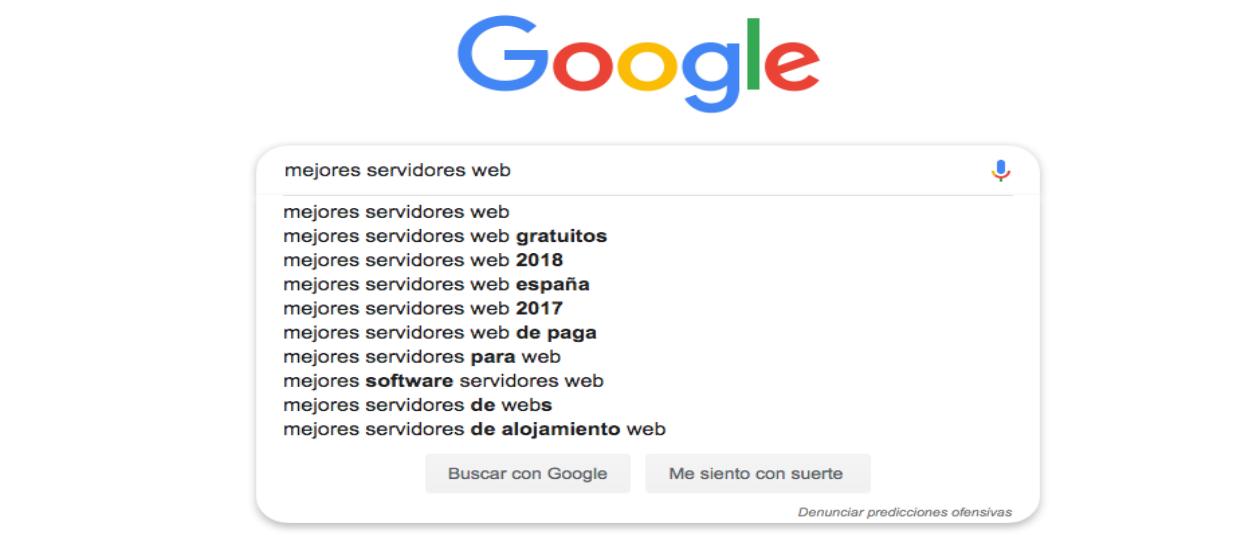 Google
mejores servidores web
mejores servidores web
mejores servidores web gratuitos
mejores servidores web 2018
mejores servidores web españa
mejores servidores web 2017
mejores servidores web de paga
mejores servidores para web
mejores software servidores web
mejores servidores de webs
mejores servidores de alojamiento web
Buscar con Google Me siento con suerte
Denunciar predicciones ofensivas